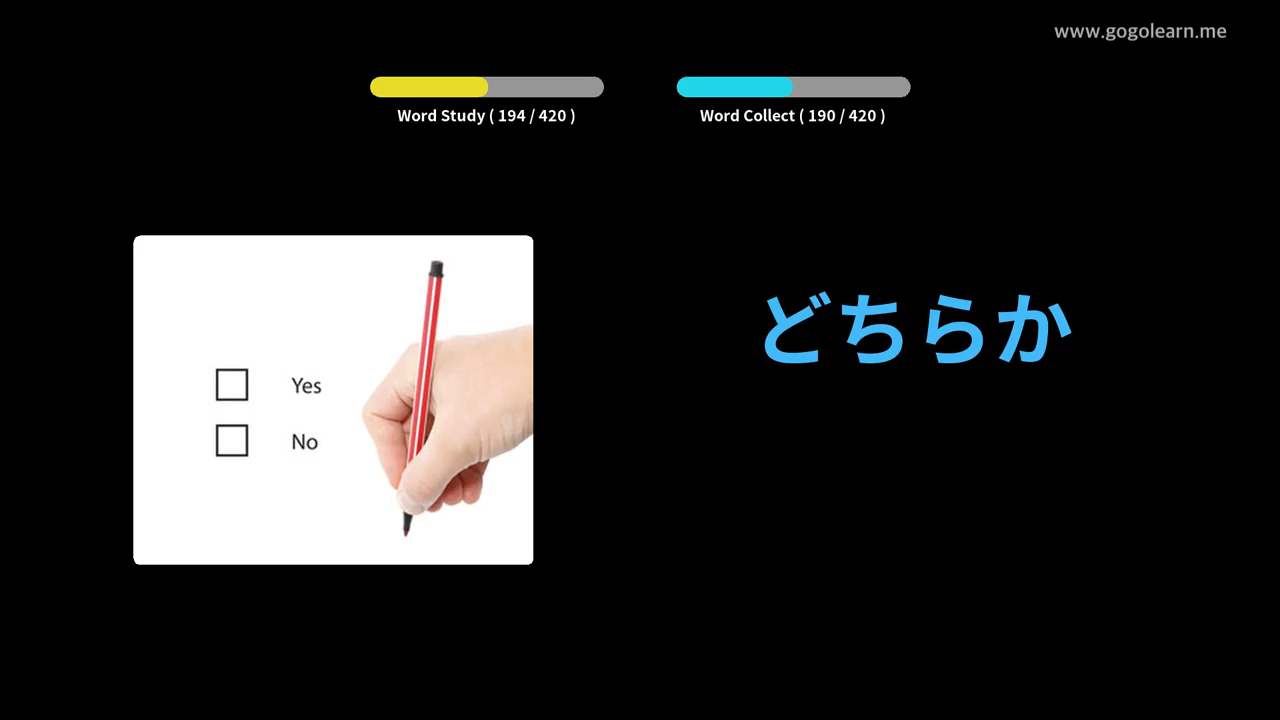 www.gogolearn.me
Word Study ( 194 / 420 )
Word Collect ( 190 / 420 )
Yes
No
どちらか